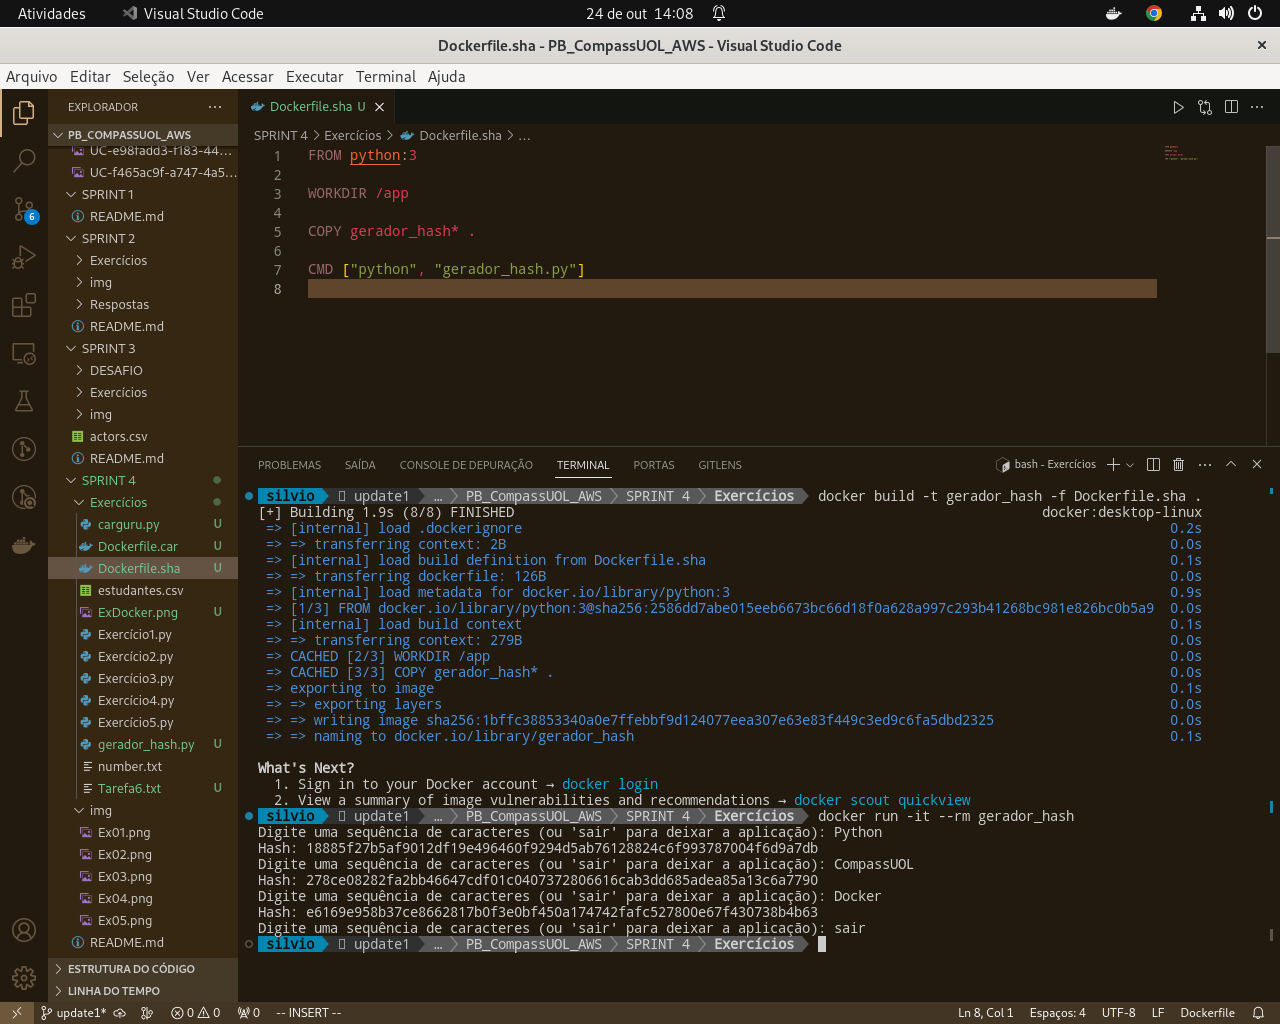 Atividades
Visual Studio Code
24 de out 14:08
Dockerfile.sha - PB_CompassUOL_AWS - Visual Studio Code
Arquivo Editar Seleção Ver Acessar Executar Terminal Ajuda
EXPLORADOR
PB_COMPASSUOL_AWS
UC-e98fadd3-f183-44...
UC-f465ac9f-a747-4a5...
SPRINT 1
README.md
SPRINT 2
Exercícios
img
Respostas
README.md
SPRINT 3
DESAFIO
Exercícios
img
actors.csv
README.md
SPRINT 4
Exercícios
carguru.py U
Dockerfile.car U
Dockerfile.sha U
estudantes.csv
ExDocker.png U
Exercício1.py
Exercício2.py
Exercício3.py
Exercício4.py
Exercício5.py
gerador_hash.py U
number.txt
Tarefa6.txt U
img
Ex01.png
Ex02.png
Ex03.png
Ex04.png
Ex05.png
README.md
ESTRUTURA DO CÓDIGO
LINHA DO TEMPO
6
Dockerfile.sha U
SPRINT 4 > Exercícios > Dockerfile.sha > ...
1 FROM python:3
2
3 WORKDIR /app
4
5 COPY gerador_hash* .
6
7 CMD ["python", "gerador_hash.py"]
8
PROBLEMAS SAÍDA CONSOLE DE DEPURAÇÃO TERMINAL PORTAS GITLENS
bash - Exercícios
silvio update1 … PB_CompassUOL_AWS SPRINT 4 Exercícios docker build -t gerador_hash -f Dockerfile.sha .
[+] Building 1.9s (8/8) FINISHED docker:desktop-linux
=> [internal] load .dockerignore 0.2s
=> => transferring context: 2B 0.0s
=> [internal] load build definition from Dockerfile.sha 0.1s
=> => transferring dockerfile: 126B 0.0s
=> [internal] load metadata for docker.io/library/python:3 0.9s
=> [1/3] FROM docker.io/library/python:3@sha256:2586dd7abe015eeb6673bc66d18f0a628a997c293b41268bc981e826bc0b5a9 0.0s
=> [internal] load build context 0.1s
=> => transferring context: 279B 0.0s
=> CACHED [2/3] WORKDIR /app 0.0s
=> CACHED [3/3] COPY gerador_hash* . 0.0s
=> exporting to image 0.1s
=> => exporting layers 0.0s
=> => writing image sha256:1bffc38853340a0e7ffebbf9d124077eea307e63e83f449c3ed9c6fa5dbd2325 0.0s
=> => naming to docker.io/library/gerador_hash 0.1s
What's Next?
1. Sign in to your Docker account → docker login
2. View a summary of image vulnerabilities and recommendations → docker scout quickview
silvio update1 … PB_CompassUOL_AWS SPRINT 4 Exercícios docker run -it --rm gerador_hash
Digite uma sequência de caracteres (ou 'sair' para deixar a aplicação): Python
Hash: 18885f27b5af9012df19e496460f9294d5ab76128824c6f993787004f6d9a7db
Digite uma sequência de caracteres (ou 'sair' para deixar a aplicação): CompassUOL
Hash: 278ce08282fa2bb46647cdf01c0407372806616cab3dd685adea85a13c6a7790
Digite uma sequência de caracteres (ou 'sair' para deixar a aplicação): Docker
Hash: e6169e958b37ce8662817b0f3e0bf450a174742fafc527800e67f430738b4b63
Digite uma sequência de caracteres (ou 'sair' para deixar a aplicação): sair
silvio update1 … PB_CompassUOL_AWS SPRINT 4 Exercícios
update1* 0 0 0 -- INSERT -- Ln 8, Col 1 Espaços: 4 UTF-8 LF Dockerfile